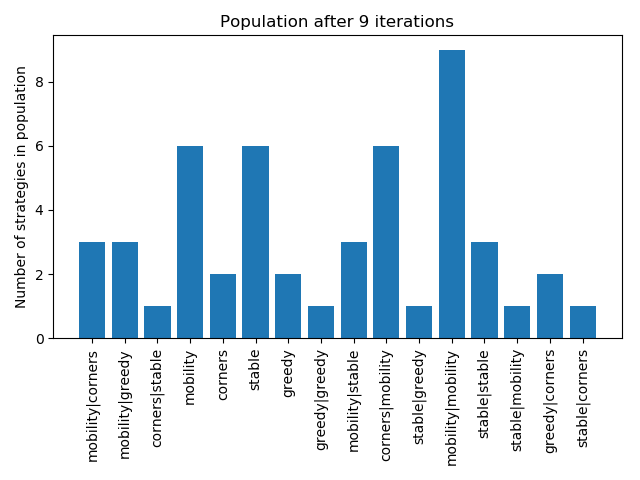 Population after 9 iterations
Number of strategies in population
8
6
4
2
0
mobility|corners
mobility|greedy
corners|stable
mobility
corners
stable
greedy
greedy|greedy
mobility|stable
corners|mobility
stable|greedy
mobility|mobility
stable|stable
stable|mobility
greedy|corners
stable|corners